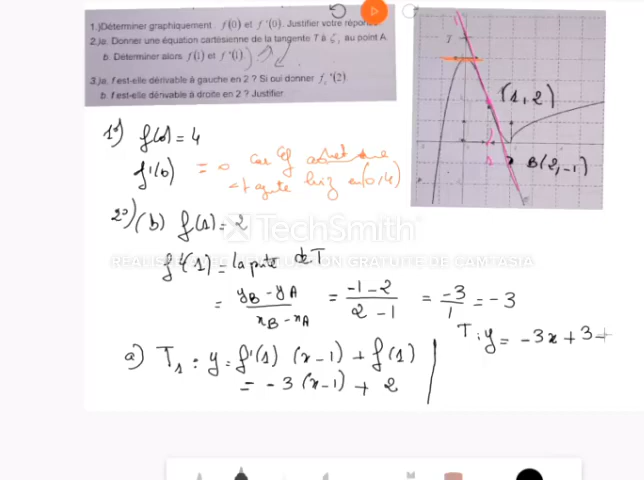 1.)Déterminer graphiquement f(0) et f '(0). Justifier votre réponse
2.)a. Donner une équation cartésienne de la tangente T à ζ, au point A.
b. Déterminer alors f(1) et f '(1)
3.)a. f est-elle dérivable à gauche en 2 ? Si oui donner f '(2)
b. f est-elle dérivable à droite en 2 ? Justifier.
T
(1,2)
B(2,-1)
1°) f(0) = 4
f'(0) = 0 car Cf admet une
tangente horiz en (0,4)
2°) (b) f(1) = 2
TechSmith
f'(1) = la pente de T
RÉALISÉ AVEC UNE VERSION D'ÉVALUATION GRATUITE DE CAMTASIA
= yB - yA / xB - xA = -1-2 / 2-1 = -3/1 = -3
a) T1 : y = f'(1) (x-1) + f(1)
= -3 (x-1) + 2
T: y = -3x + 3 +
M